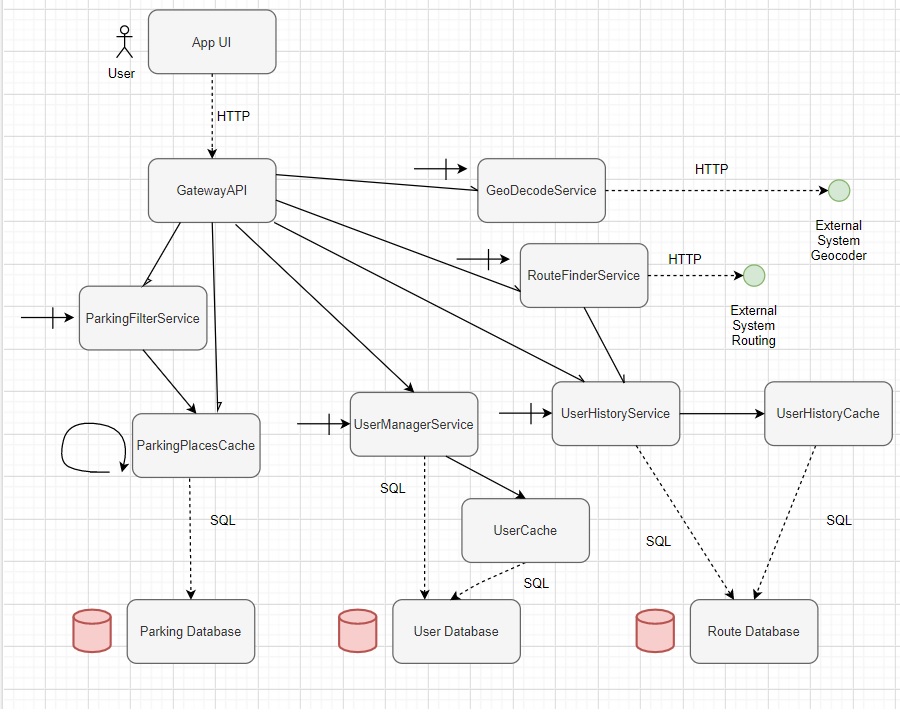 App UI
User
HTTP
GatewayAPI
GeoDecodeService
HTTP
External
System
Geocoder
RouteFinderService
HTTP
External
System
Routing
ParkingFilterService
ParkingPlacesCache
UserManagerService
UserHistoryService
UserHistoryCache
SQL
SQL
UserCache
SQL
SQL
SQL
Parking Database
User Database
Route Database